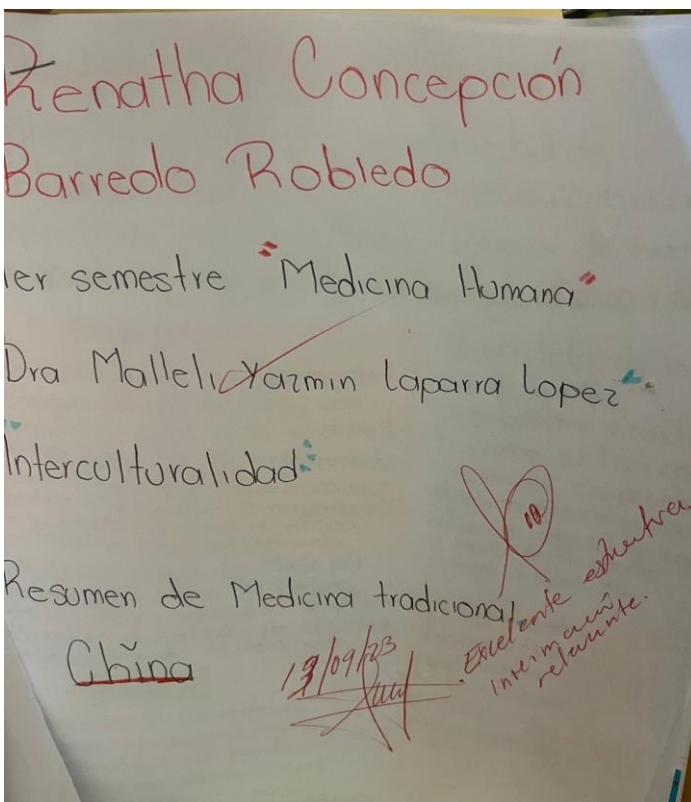 Renatha Concepción
Barredo Robledo
1er semestre "Medicina Humana"
Dra Malleli Yazmin Laparra Lopez
Interculturalidad
Resumen de Medicina tradicional
China
10
/09/23
Excelente estructura
información
relevante.